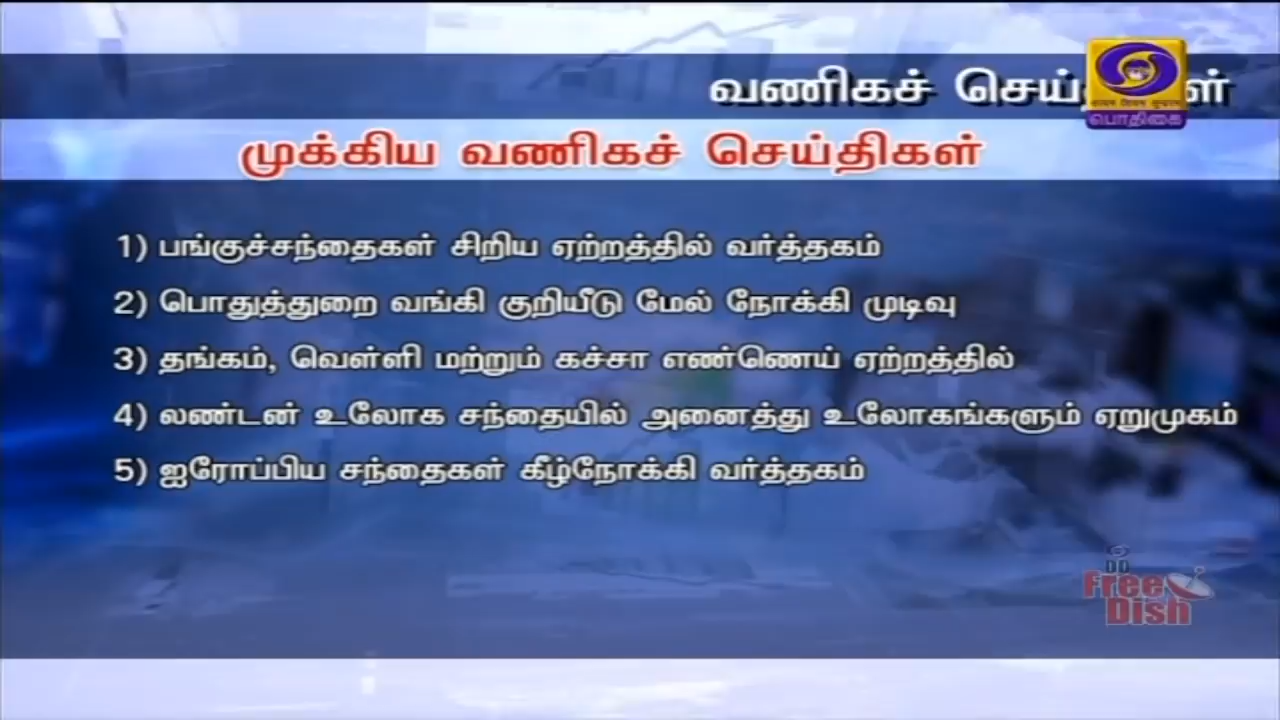 வணிகச் செய்திகள்
பொதிகை
முக்கிய வணிகச் செய்திகள்
1) பங்குச்சந்தைகள் சிறிய ஏற்றத்தில் வர்த்தகம்
2) பொதுத்துறை வங்கி குறியீடு மேல் நோக்கி முடிவு
3) தங்கம், வெள்ளி மற்றும் கச்சா எண்ணெய் ஏற்றத்தில்
4) லண்டன் உலோக சந்தையில் அனைத்து உலோகங்களும் ஏறுமுகம்
5) ஐரோப்பிய சந்தைகள் கீழ்நோக்கி வர்த்தகம்
DD
Free
Dish